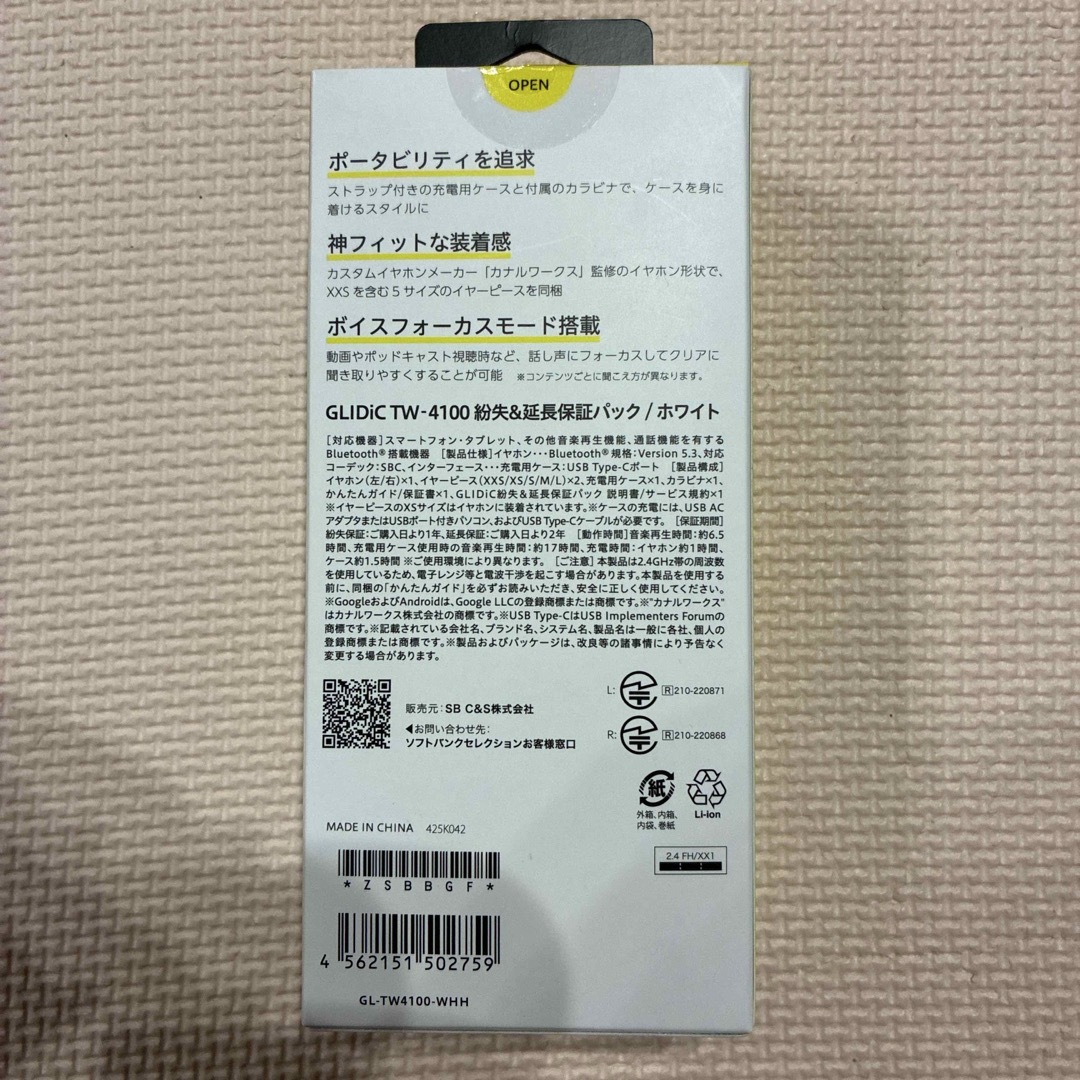 OPEN
ポータビリティを追求
ストラップ付きの充電用ケースと付属のカラビナで、ケースを身に
着けるスタイルに
神フィットな装着感
カスタムイヤホンメーカー「カナルワークス」監修のイヤホン形状で、
XXSを含む5サイズのイヤーピースを同梱
ボイスフォーカスモード搭載
動画やポッドキャスト視聴時など、話し声にフォーカスしてクリアに
聞き取りやすくすることが可能 ※コンテンツごとに聞こえ方が異なります。
GLIDiC TW-4100 紛失&延長保証パック / ホワイト
[対応機器]スマートフォン・タブレット、その他音楽再生機能、通話機能を有する
Bluetooth®搭載機器 [製品仕様]イヤホン・・・Bluetooth®規格:Version 5.3、対応
コーデック:SBC、インターフェース・・・充電用ケース:USB Type-Cポート [製品構成]
イヤホン(左/右)×1、イヤーピース(XXS/XS/S/M/L)×2、充電用ケース×1、カラビナ×1、
かんたんガイド/保証書×1、GLIDiC紛失&延長保証パック 説明書/サービス規約×1
※イヤーピースのXSサイズはイヤホンに装着されています。※ケースの充電には、USB AC
アダプタまたはUSBポート付きパソコン、およびUSB Type-Cケーブルが必要です。 [保証期間]
紛失保証:ご購入日より1年、延長保証:ご購入日より2年 [動作時間]音楽再生時間:約6.5
時間、充電用ケース使用時の音楽再生時間:約17時間、充電時間:イヤホン約1時間、
ケース約1.5時間 ※ご使用環境により異なります。 [ご注意]本製品は2.4GHz帯の周波数
を使用しているため、電子レンジ等と電波干渉を起こす場合があります。本製品を使用する
前に、同梱の「かんたんガイド」を必ずお読みいただき、安全に正しく使用してください。
※GoogleおよびAndroidは、Google LLCの登録商標または商標です。※"カナルワークス"
はカナルワークス株式会社の商標です。※USB Type-CはUSB Implementers Forumの
商標です。※記載されている会社名、ブランド名、システム名、製品名は一般に各社、個人の
登録商標または商標です。※製品およびパッケージは、改良等の諸事情により予告なく
変更する場合があります。
販売元:SB C&S株式会社
◀お問い合わせ先:
ソフトバンクセレクションお客様窓口
L: R 210-220871
R: R 210-220868
紙
外箱、内箱、
内袋、巻紙
Li-ion
MADE IN CHINA 425K042
2.4 FH/XX1
*ZSBBGF*
4 562151 502759
GL-TW4100-WHH